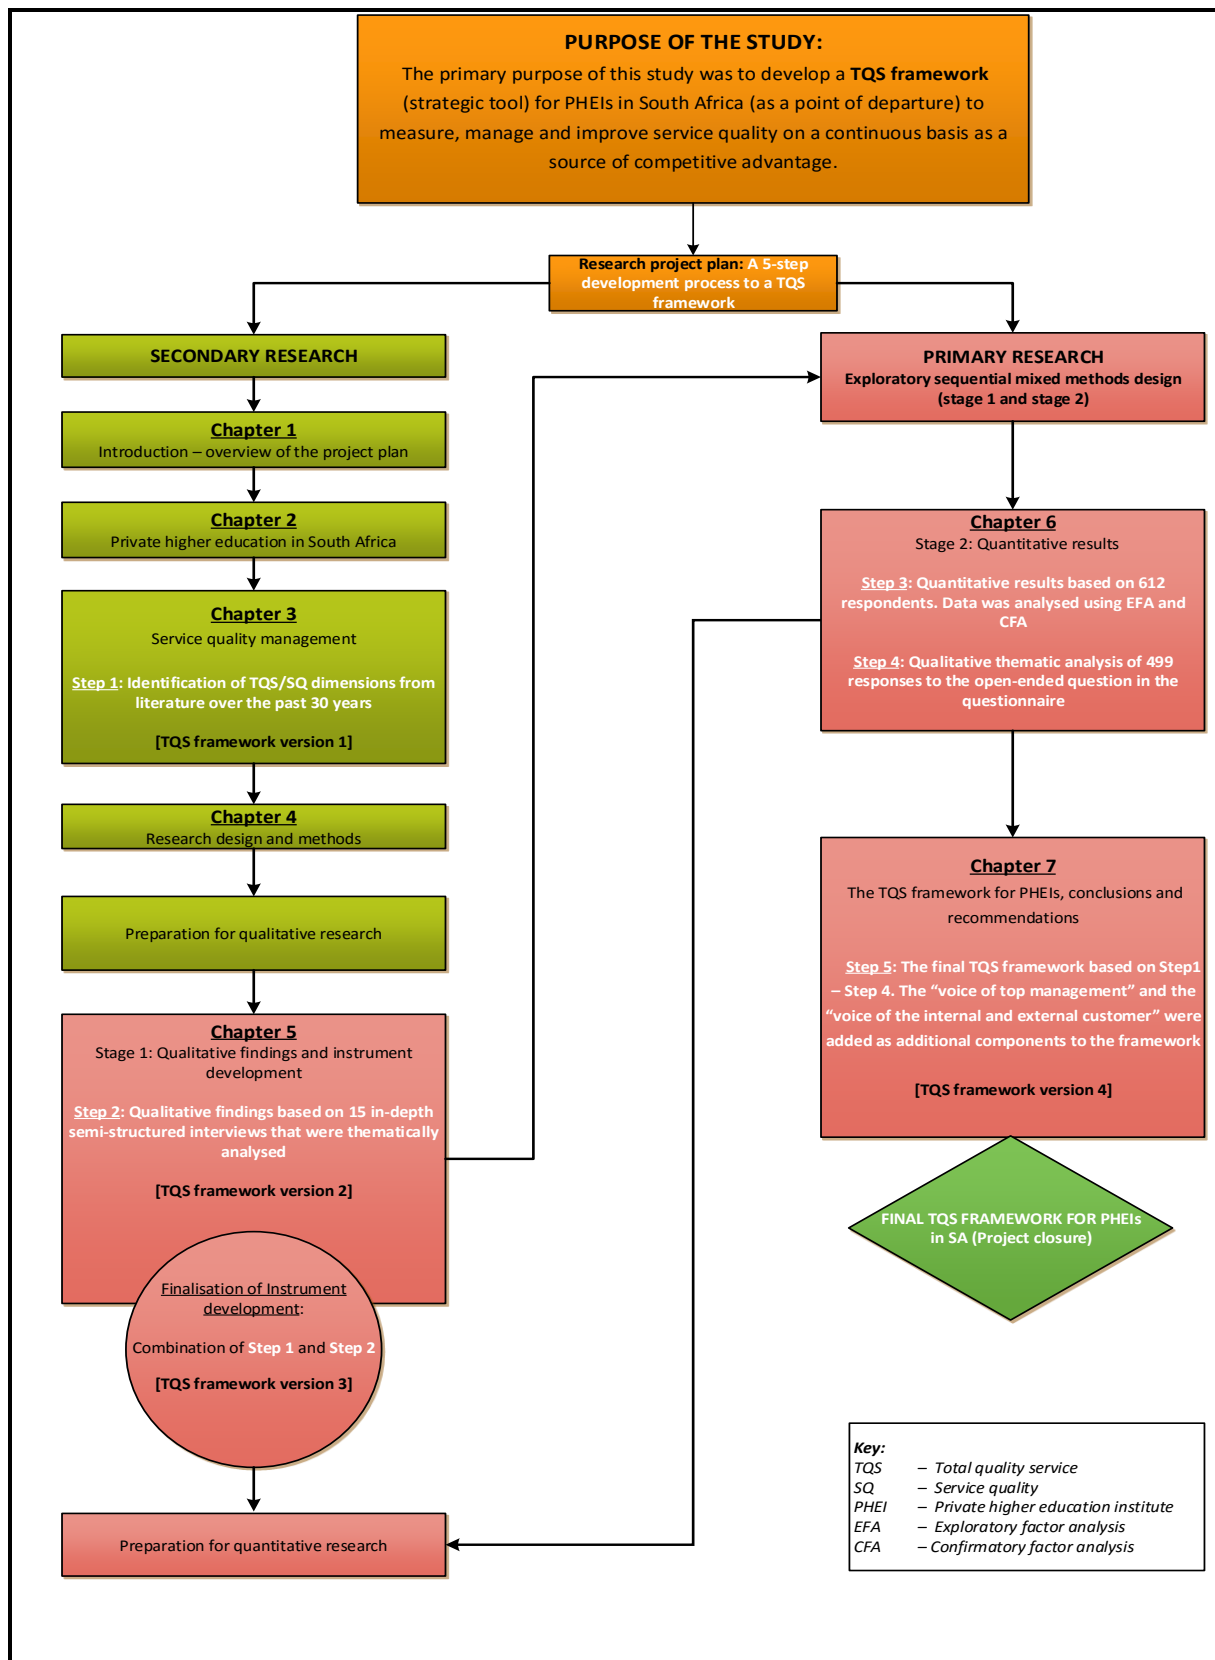 PURPOSE OF THE STUDY:
The primary purpose of this study was to develop a TQS framework
(strategic tool) for PHEIs in South Africa (as a point of departure) to
measure, manage and improve service quality on a continuous basis as a
source of competitive advantage.
Research project plan: A 5-step
development process to a TQS
framework
SECONDARY RESEARCH
Chapter 1
Introduction – overview of the project plan
Chapter 2
Private higher education in South Africa
Chapter 3
Service quality management
Step 1: Identification of TQS/SQ dimensions from
literature over the past 30 years
[TQS framework version 1]
Chapter 4
Research design and methods
Preparation for qualitative research
Chapter 5
Stage 1: Qualitative findings and instrument
development
Step 2: Qualitative findings based on 15 in-depth
semi-structured interviews that were thematically
analysed
[TQS framework version 2]
Finalisation of Instrument
development:
Combination of Step 1 and Step 2
[TQS framework version 3]
Preparation for quantitative research
PRIMARY RESEARCH
Exploratory sequential mixed methods design
(stage 1 and stage 2)
Chapter 6
Stage 2: Quantitative results
Step 3: Quantitative results based on 612
respondents. Data was analysed using EFA and
CFA
Step 4: Qualitative thematic analysis of 499
responses to the open-ended question in the
questionnaire
Chapter 7
The TQS framework for PHEIs, conclusions and
recommendations
Step 5: The final TQS framework based on Step1
– Step 4. The “voice of top management” and the
“voice of the internal and external customer” were
added as additional components to the framework
[TQS framework version 4]
FINAL TQS FRAMEWORK FOR PHEIs
in SA (Project closure)
Key:
TQS – Total quality service
SQ – Service quality
PHEI – Private higher education institute
EFA – Exploratory factor analysis
CFA – Confirmatory factor analysis